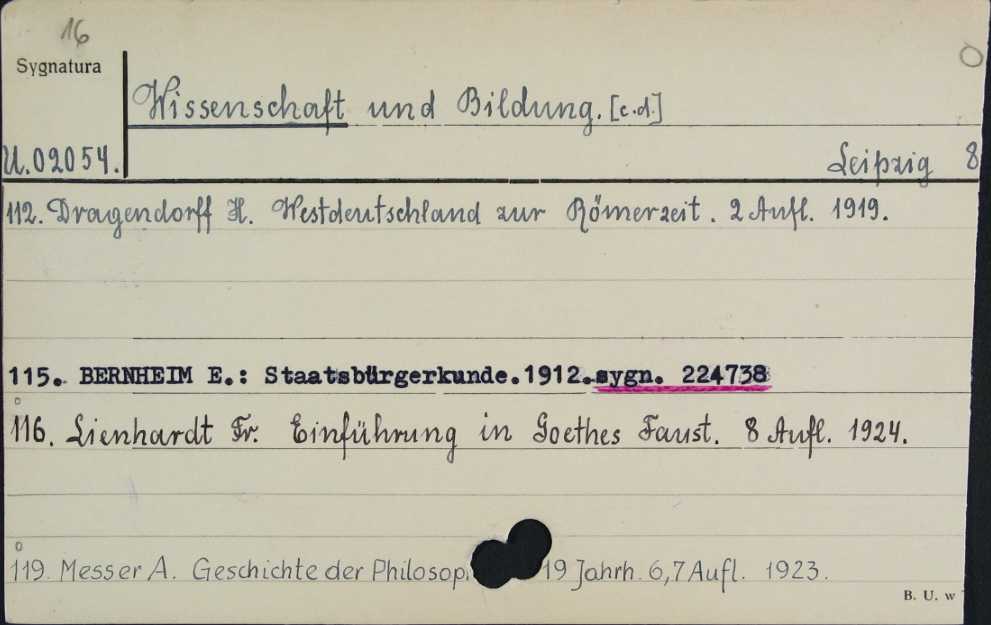 16
Sygnatura
Wissenschaft und Bildung. [c.d.]
U.02054.
Leipzig 8
112. Dragendorff H. Westdeutschland zur Römerzeit. 2 Aufl. 1919.
115. BERNHEIM E.: Staatsbürgerkunde.1912.sygn. 224738
116. Lienhardt Fr. Einführung in Goethes Faust. 8 Aufl. 1924.
119. Messer A. Geschichte der Philosop 19 Jahrh. 6,7 Aufl. 1923.
B. U. w